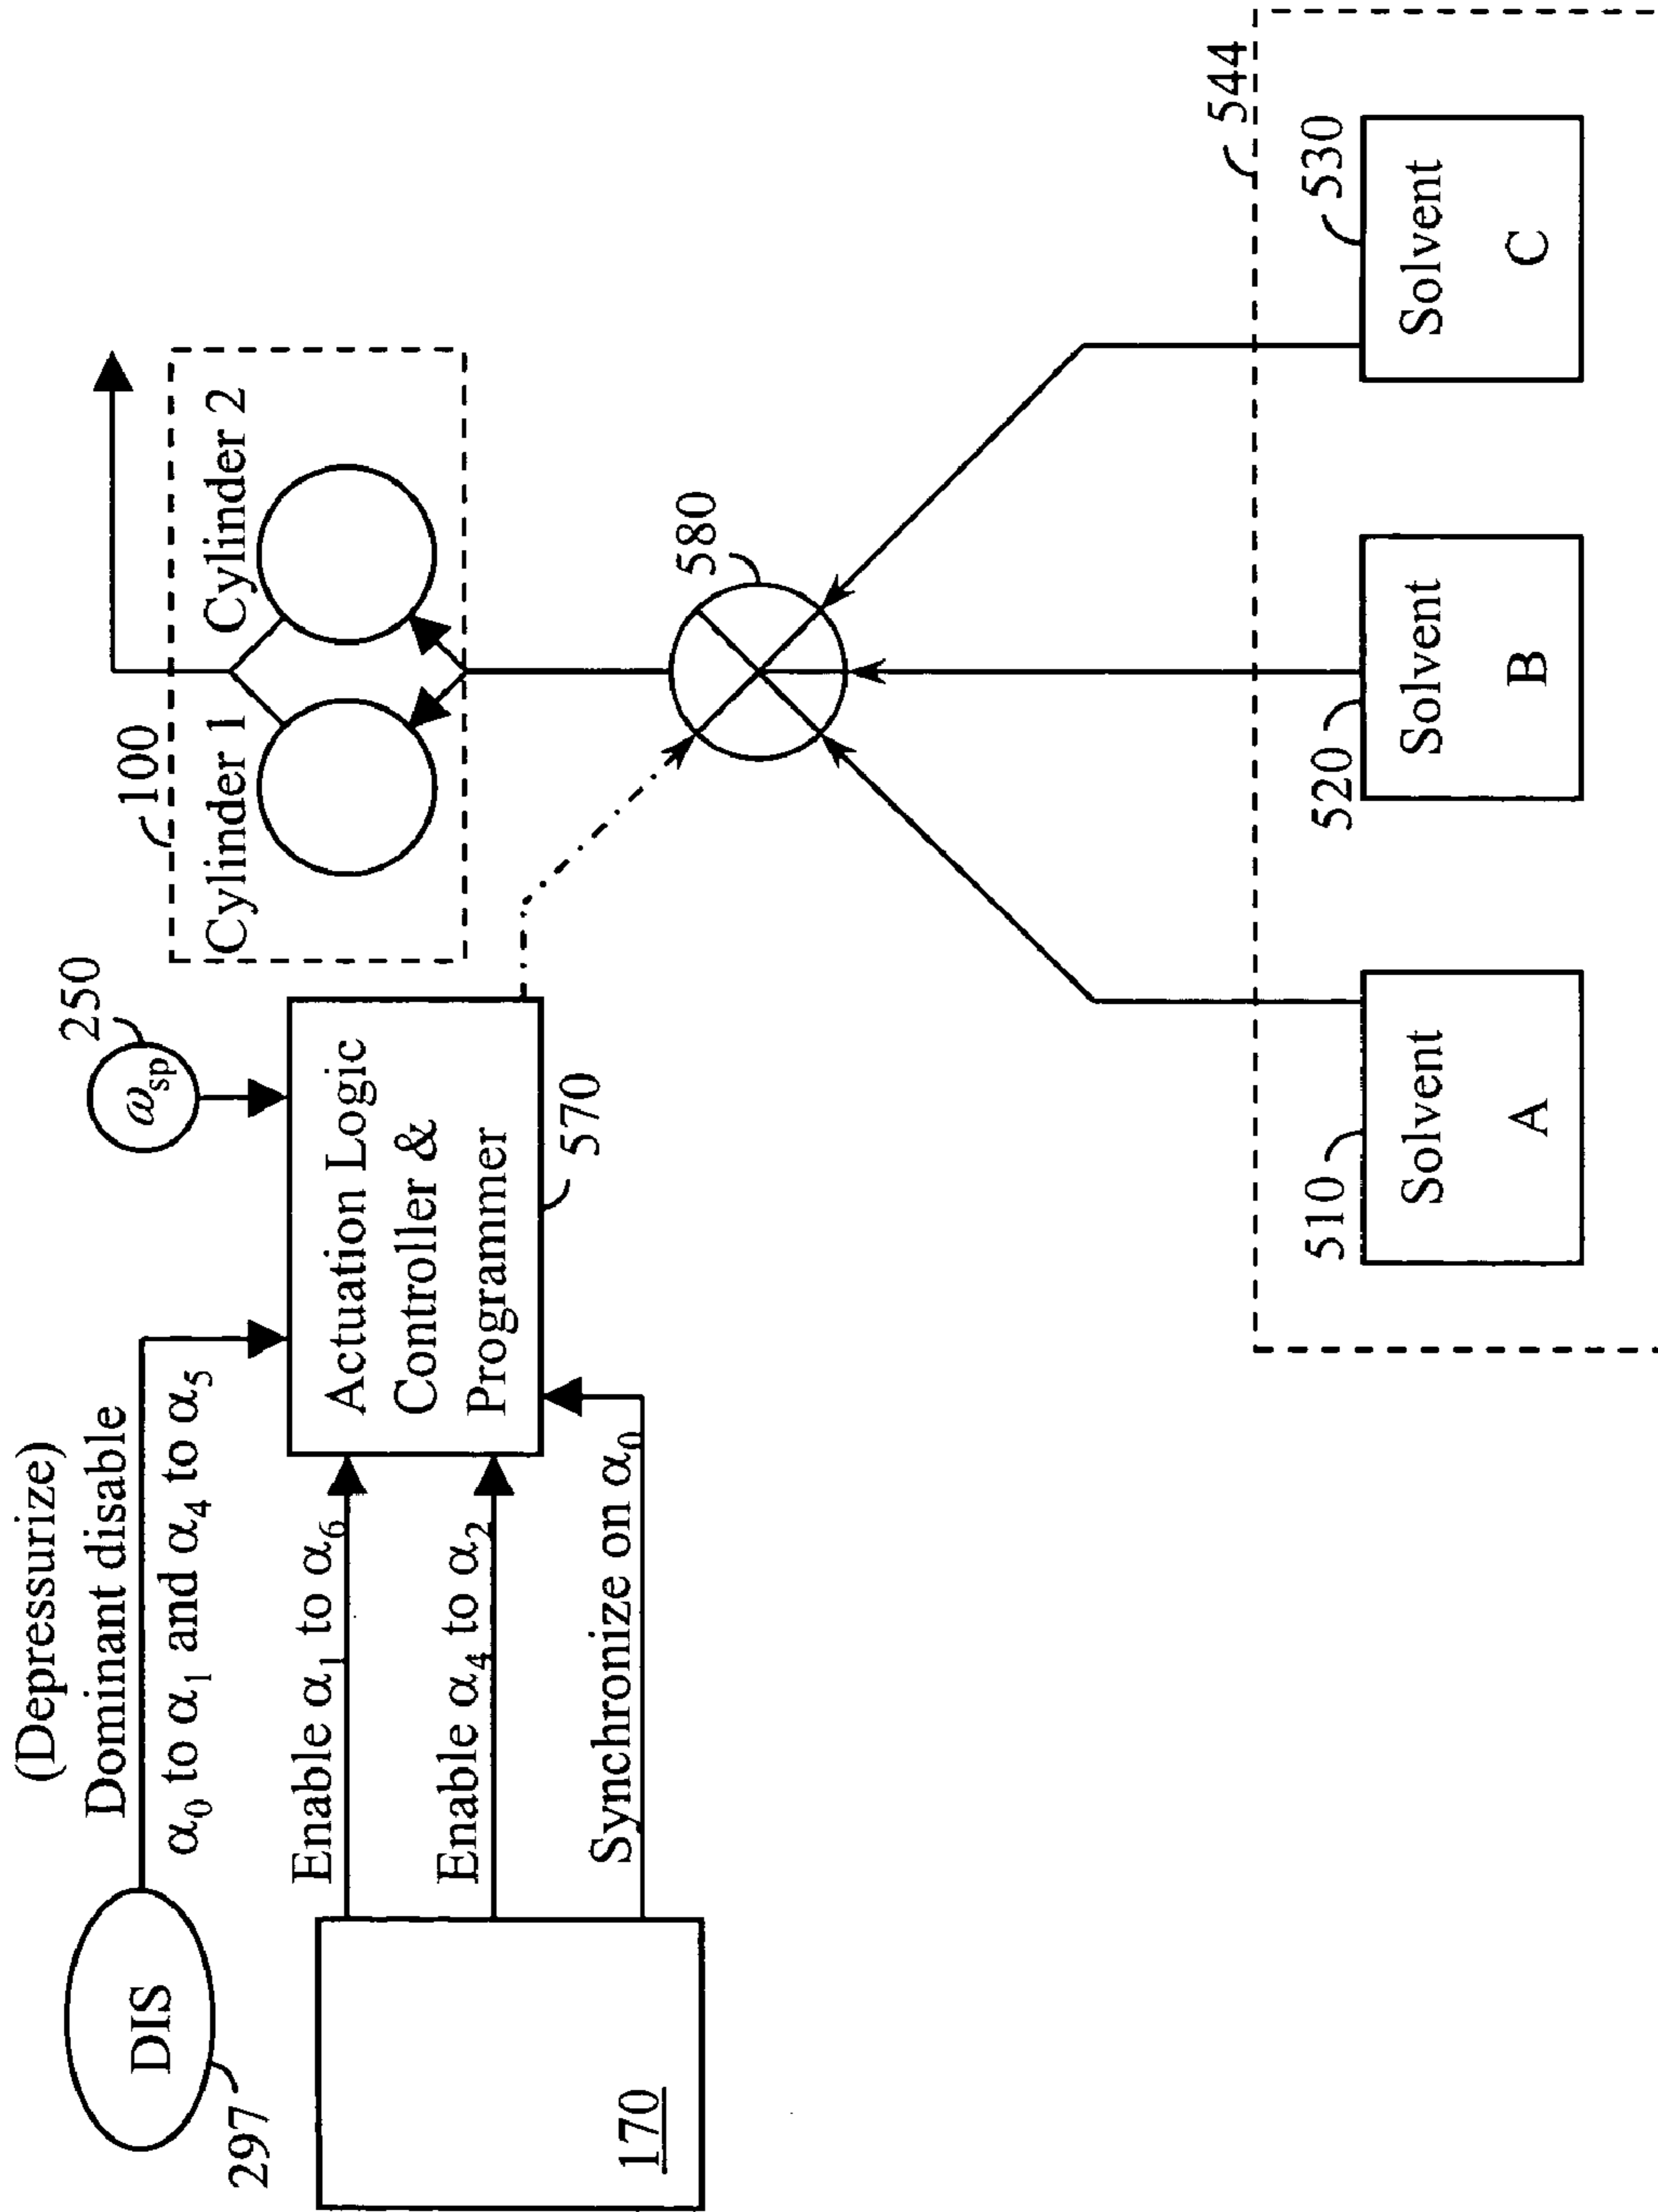 (Depressurize)
Dominant disable
α₀ to α₁ and α₄ to α₅
DIS
297
Enable α₁ to α₆
Enable α₄ to α₂
Synchronize on α₀
170
ωsp
250
Actuation Logic
Controller &
Programmer
570
100
Cylinder 1
Cylinder 2
580
544
510
Solvent
A
520
Solvent
B
530
Solvent
C